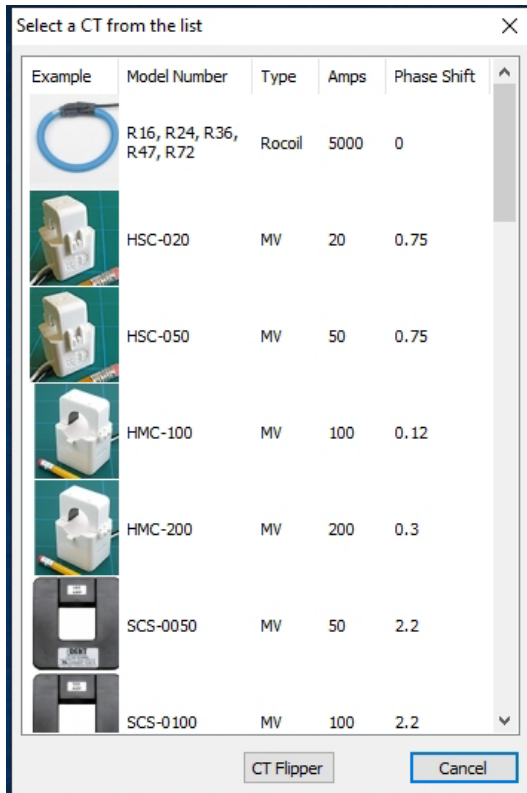 Select a CT from the list
Example Model Number Type Amps Phase Shift
R16, R24, R36,
R47, R72 Rocoil 5000 0
HSC-020 MV 20 0.75
HSC-050 MV 50 0.75
HMC-100 MV 100 0.12
HMC-200 MV 200 0.3
SCS-0050 MV 50 2.2
DENT
SCS-0100 MV 100 2.2
CT Flipper Cancel